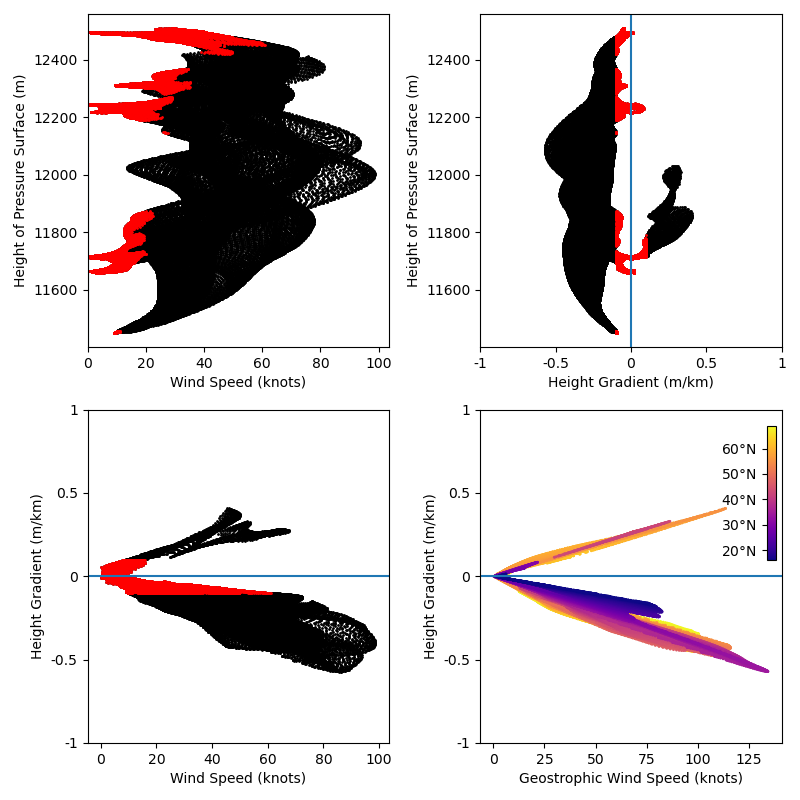 12400
12200
12000
11800
11600
Height of Pressure Surface (m)
0 20 40 60 80 100
Wind Speed (knots)
12400
12200
12000
11800
11600
Height of Pressure Surface (m)
-1 -0.5 0 0.5 1
Height Gradient (m/km)
1
0.5
0
-0.5
-1
Height Gradient (m/km)
0 20 40 60 80 100
Wind Speed (knots)
1
0.5
0
-0.5
-1
Height Gradient (m/km)
60°N
50°N
40°N
30°N
20°N
0 25 50 75 100 125
Geostrophic Wind Speed (knots)